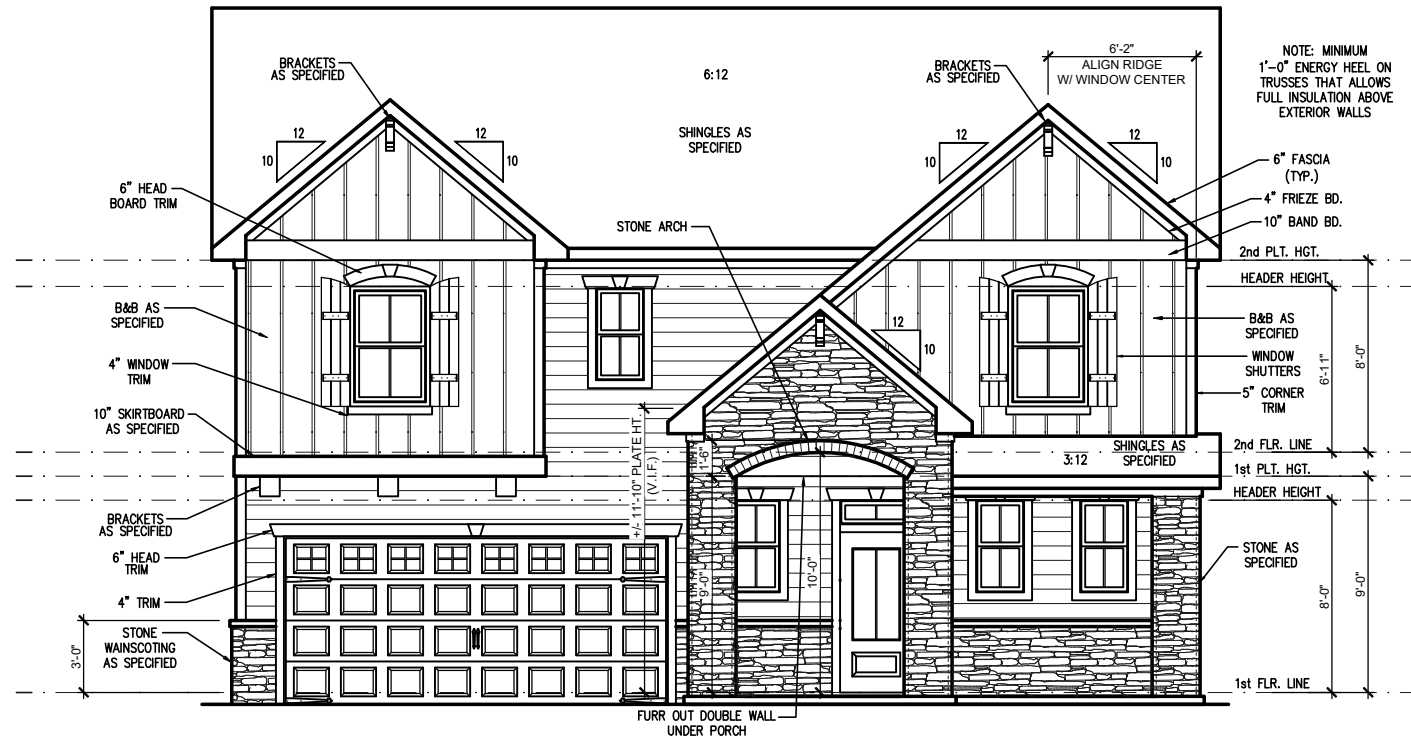 BRACKETS
AS SPECIFIED
6:12
BRACKETS
AS SPECIFIED
6'-2"
ALIGN RIDGE
W/ WINDOW CENTER
NOTE: MINIMUM
1'-0" ENERGY HEEL ON
TRUSSES THAT ALLOWS
FULL INSULATION ABOVE
EXTERIOR WALLS
12
10
12
10
SHINGLES AS
SPECIFIED
12
10
12
10
6" FASCIA
(TYP.)
4" FRIEZE BD.
10" BAND BD.
6" HEAD
BOARD TRIM
STONE ARCH
2nd PLT. HGT.
HEADER HEIGHT
B&B AS
SPECIFIED
4" WINDOW
TRIM
10" SKIRTBOARD
AS SPECIFIED
12
10
B&B AS
SPECIFIED
WINDOW
SHUTTERS
5" CORNER
TRIM
6'-11"
8'-0"
+/- 11'-10" PLATE HT.
(V.I.F.)
1'-6"
SHINGLES AS
SPECIFIED
3:12
2nd FLR. LINE
1st PLT. HGT.
HEADER HEIGHT
BRACKETS
AS SPECIFIED
6" HEAD
TRIM
4" TRIM
STONE
WAINSCOTING
AS SPECIFIED
3'-0"
9'-0"
10'-0"
STONE AS
SPECIFIED
8'-0"
9'-0"
1st FLR. LINE
FURR OUT DOUBLE WALL
UNDER PORCH